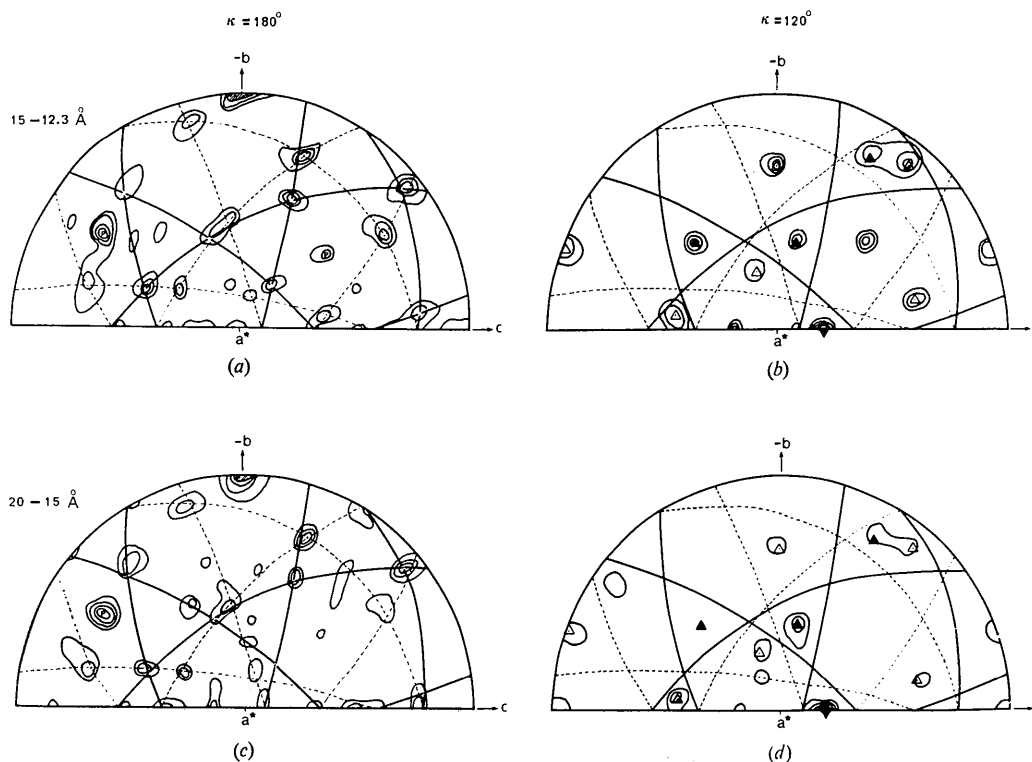 κ = 180°
κ = 120°
-b
-b
15 – 12.3 Å
a*
c
a*
(a)
(b)
-b
-b
20 – 15 Å
a*
c
a*
(c)
(d)